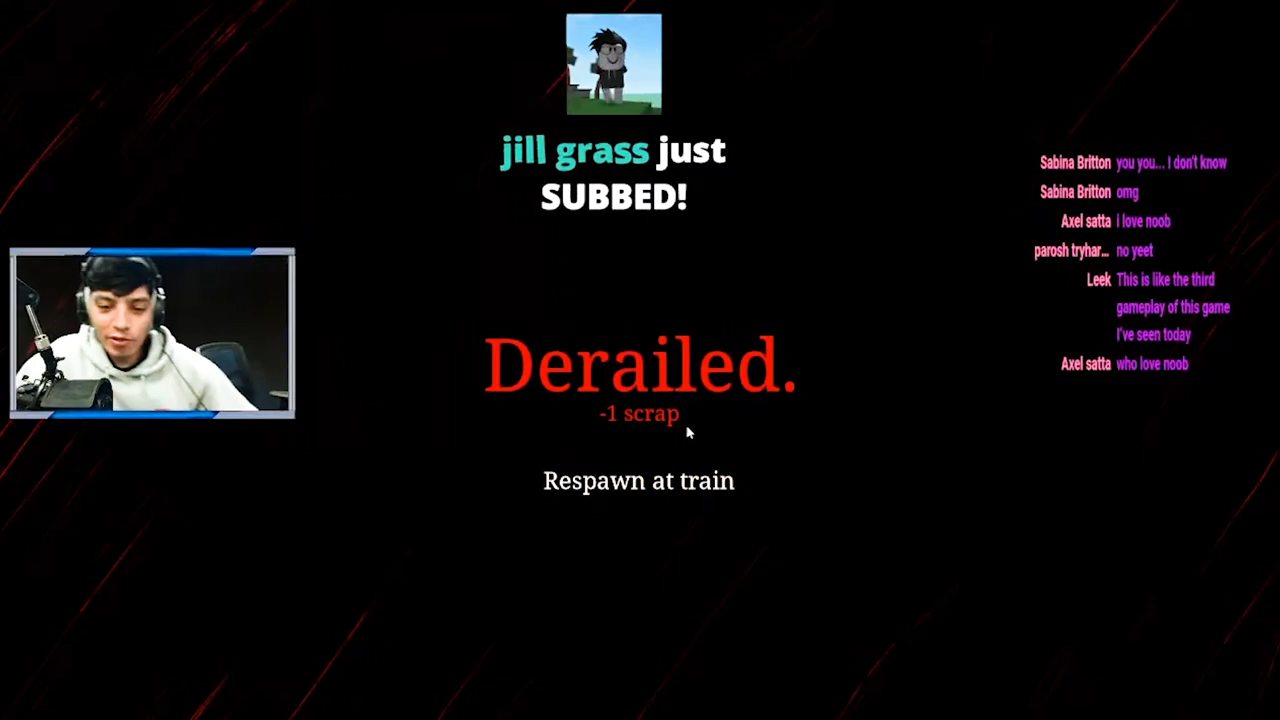 jill grass just
SUBBED!
Derailed.
-1 scrap
Respawn at train
Sabina Britton you you... I don't know
Sabina Britton omg
Axel satta i love noob
parosh tryhar... no yeet
Leek This is like the third
gameplay of this game
I've seen today
Axel satta who love noob